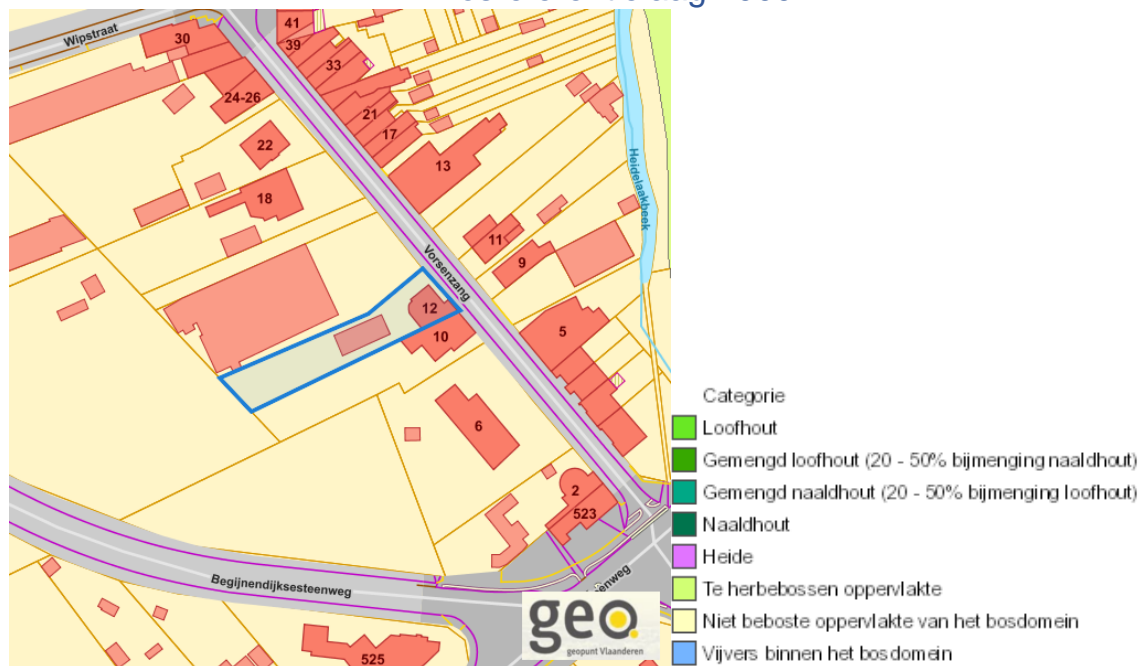 Wipstraat
41
30
39
33
24-26
21
17
22
13
18
Heidelaakbeek
11
9
Vorsenzang
12
10
5
6
2
523
Begijnendijksesteenweg
525
geo.
geopunt Vlaanderen
Categorie
Loofhout
Gemengd loofhout (20 - 50% bijmenging naaldhout)
Gemengd naaldhout (20 - 50% bijmenging loofhout)
Naaldhout
Heide
Te herbebossen oppervlakte
Niet beboste oppervlakte van het bosdomein
Vijvers binnen het bosdomein